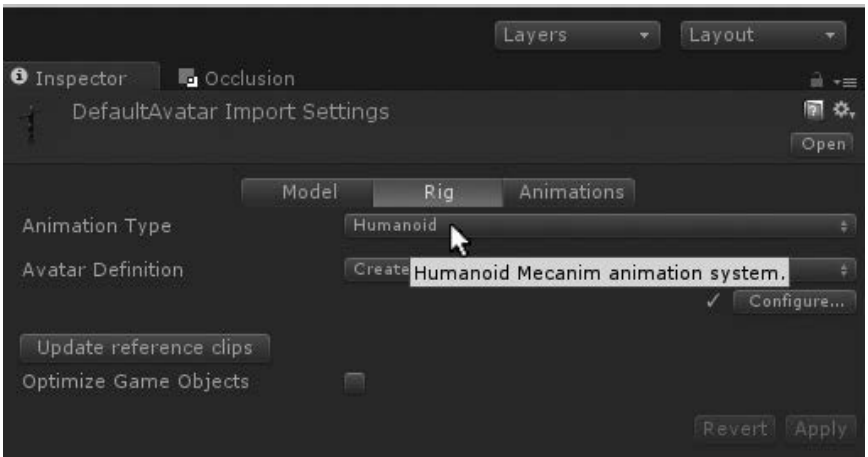 Layers Layout
Inspector Occlusion
DefaultAvatar Import Settings
Open
Model Rig Animations
Animation Type Humanoid
Avatar Definition Create
Humanoid Mecanim animation system.
Configure...
Update reference clips
Optimize Game Objects
Revert Apply